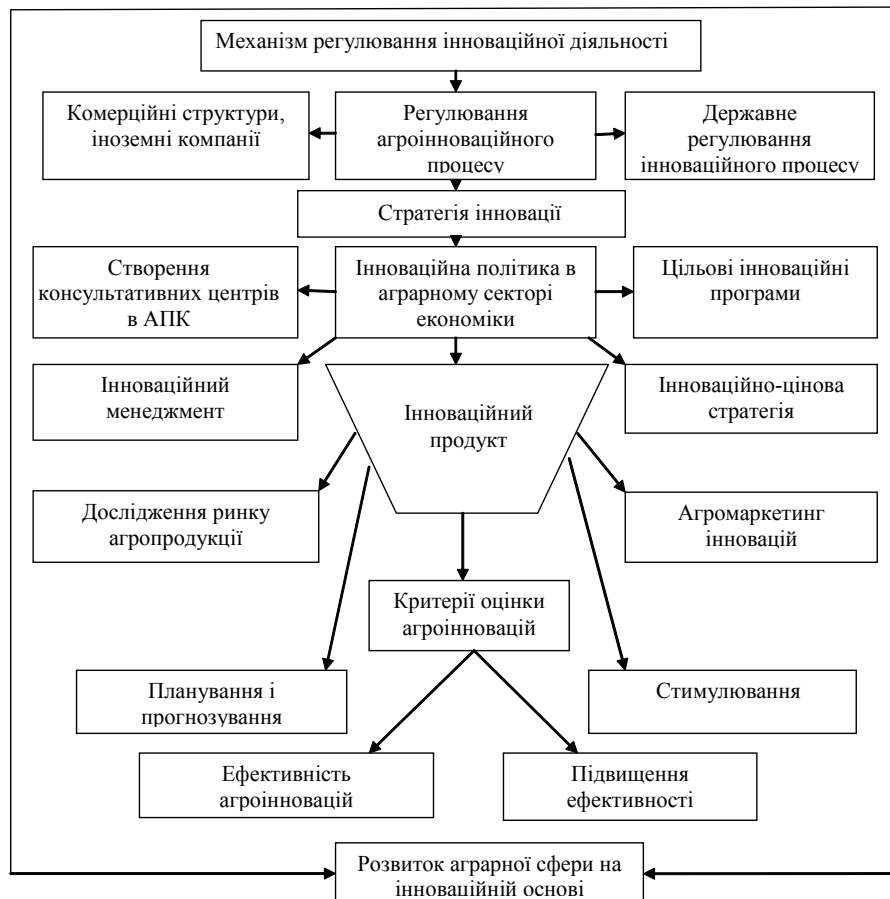 Механізм регулювання інноваційної діяльності
Комерційні структури,
іноземні компанії
Регулювання
агроінноваційного
процесу
Державне
регулювання
інноваційного процесу
Стратегія інновації
Створення
консультативних центрів
в АПК
Інноваційна політика в
аграрному секторі
економіки
Цільові інноваційні
програми
Інноваційний
менеджмент
Інноваційний
продукт
Інноваційно-цінова
стратегія
Дослідження ринку
агропродукції
Агромаркетинг
інновацій
Критерії оцінки
агроінновацій
Планування і
прогнозування
Стимулювання
Ефективність
агроінновацій
Підвищення
ефективності
Розвиток аграрної сфери на
інноваційній основі